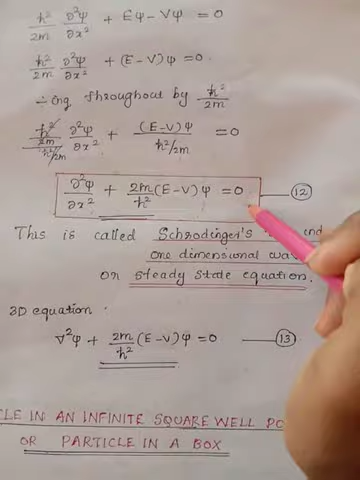 ħ²/2m ∂²ψ/∂x² + Eψ - Vψ = 0
ħ²/2m ∂²ψ/∂x² + (E-V)ψ = 0.
÷ing throughout by ħ²/2m
ħ²/2m/ħ²/2m ∂²ψ/∂x² + (E-V)ψ/ħ²/2m = 0
∂²ψ/∂x² + 2m/ħ² (E-V)ψ = 0 — 12
This is called Schrodinger's
one dimensional
or steady state equation.
3D equation.
∇²ψ + 2m/ħ² (E-V)ψ = 0 — 13
IN AN INFINITE SQUARE WELL
OR PARTICLE IN A BOX